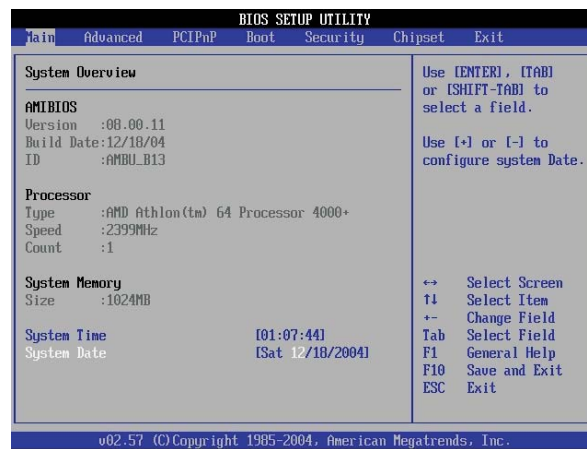 BIOS SETUP UTILITY
Main Advanced PCIPnP Boot Security Chipset Exit
System Overview
AMIBIOS
Version :08.00.11
Build Date:12/18/04
ID :AMBU_B13
Processor
Type :AMD Athlon(tm) 64 Processor 4000+
Speed :2399MHz
Count :1
System Memory
Size :1024MB
System Time [01:07:44]
System Date [Sat 12/18/2004]
Use [ENTER], [TAB]
or [SHIFT-TAB] to
select a field.
Use [+] or [-] to
configure system Date.
↔ Select Screen
↑↓ Select Item
+- Change Field
Tab Select Field
F1 General Help
F10 Save and Exit
ESC Exit
v02.57 (C)Copyright 1985-2004, American Megatrends, Inc.